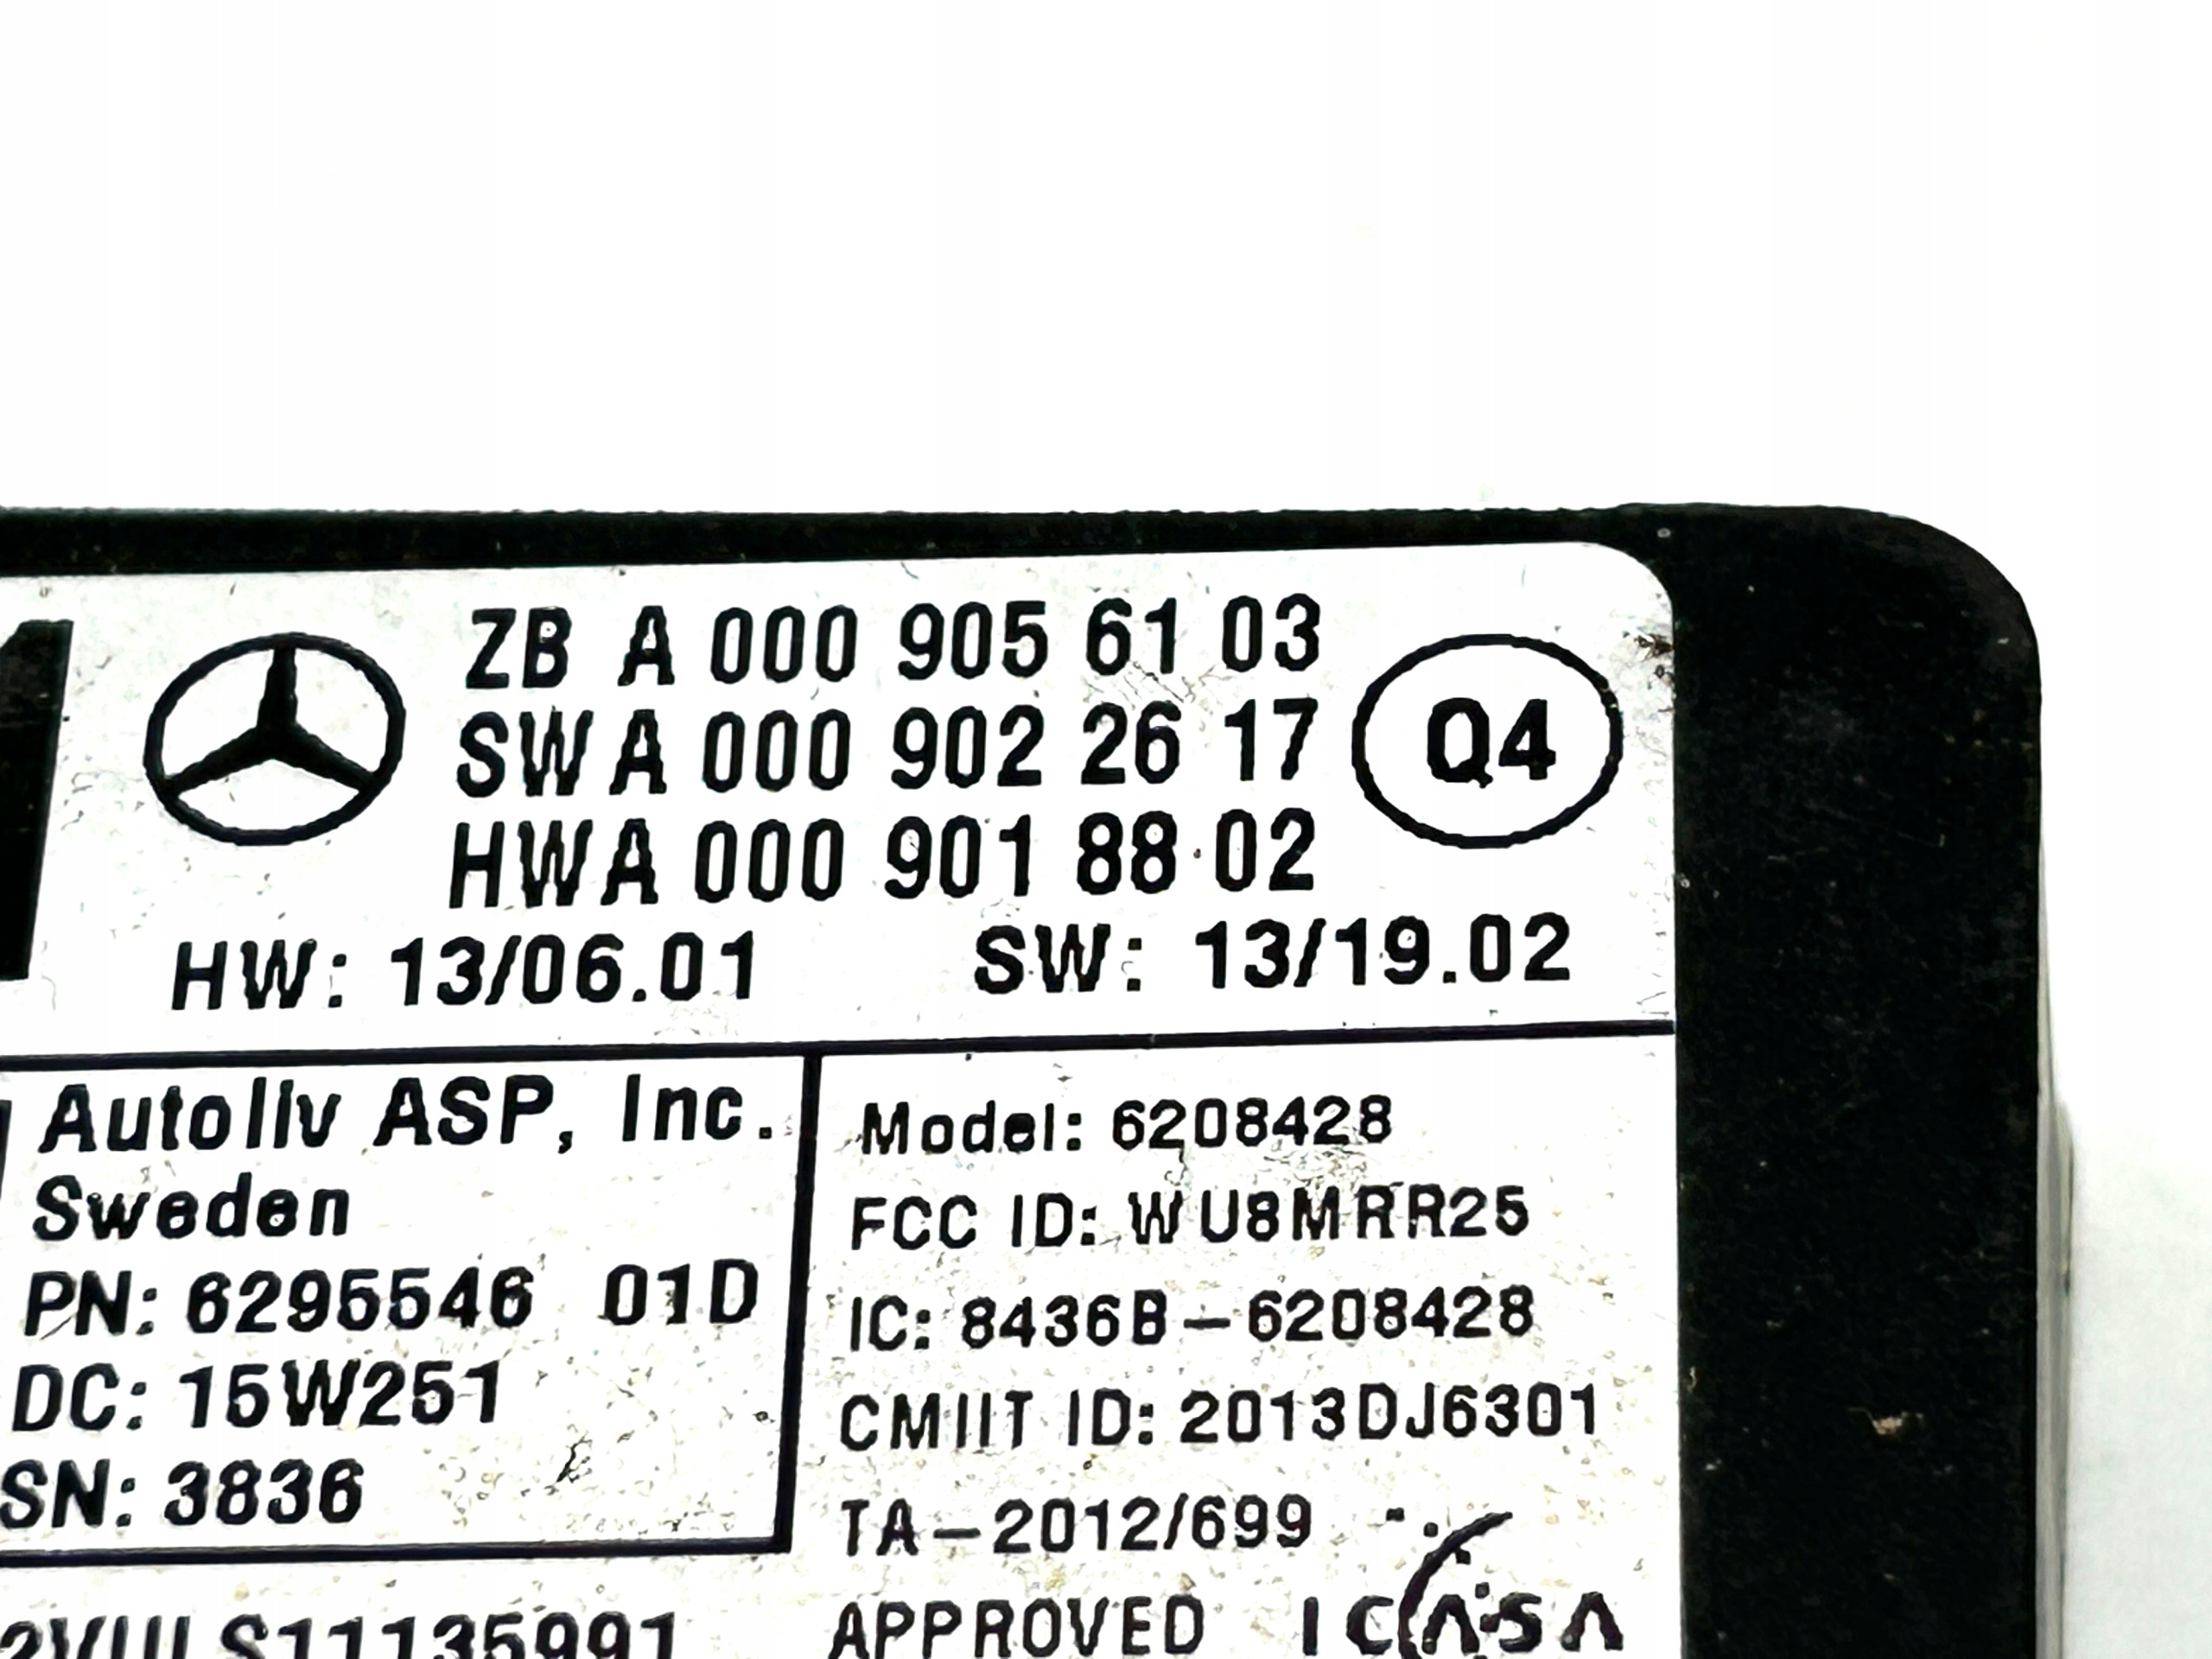 ZB A 000 905 61 03
SW A 000 902 26 17
HW A 000 901 88 02
Q4
HW: 13/06.01 SW: 13/19.02
Autoliv ASP, Inc.
Sweden
PN: 6295546 01D
DC: 15W251
SN: 3836
Model: 6208428
FCC ID: WU8MRR25
IC: 8436B-6208428
CMIIT ID: 2013DJ6301
TA-2012/699
APPROVED ICASA
S11135991